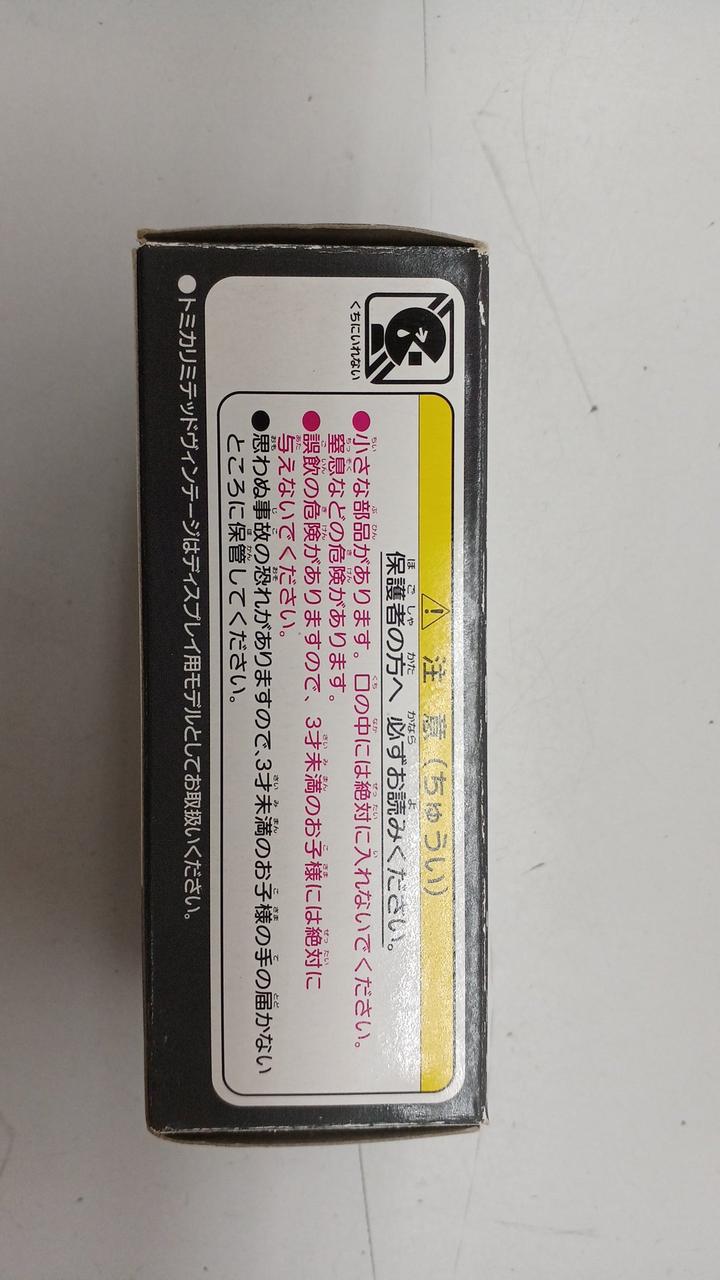 くちにいれない
注意(ちゅうい)
保護者の方へ 必ずお読みください。
●小さな部品があります。口の中には絶対に入れないでください。
窒息などの危険があります。
●誤飲の危険がありますので、3才未満のお子様には絶対に
与えないでください。
●思わぬ事故の恐れがありますので、3才未満のお子様の手の届かない
ところに保管してください。
●トミカリミテッドヴィンテージはディスプレイ用モデルとしてお取扱いください。